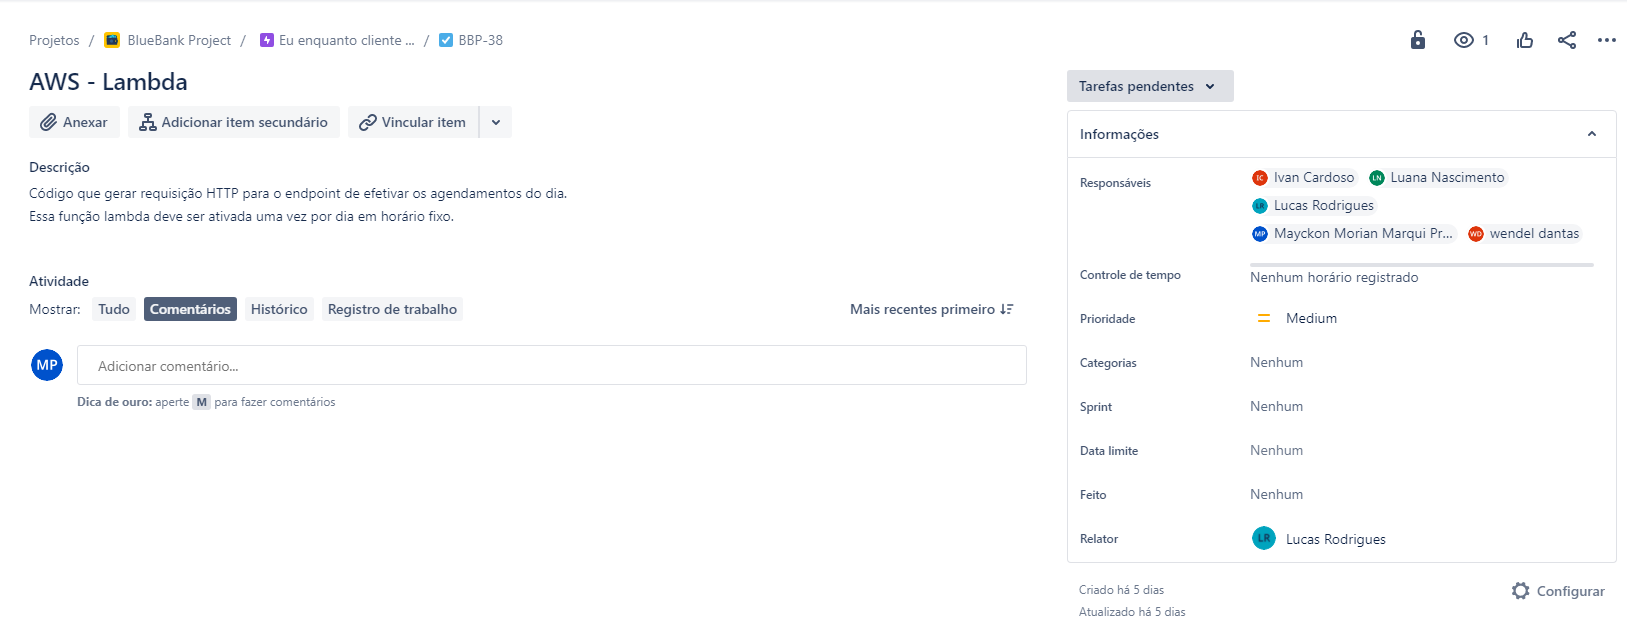 Projetos / BlueBank Project / Eu enquanto cliente ... / BBP-38
1
AWS - Lambda
Anexar
Adicionar item secundário
Vincular item
Descrição
Código que gerar requisição HTTP para o endpoint de efetivar os agendamentos do dia.
Essa função lambda deve ser ativada uma vez por dia em horário fixo.
Atividade
Mostrar: Tudo Comentários Histórico Registro de trabalho
Mais recentes primeiro
MP Adicionar comentário...
Dica de ouro: aperte M para fazer comentários
Tarefas pendentes
Informações
Responsáveis
IC Ivan Cardoso LN Luana Nascimento
LR Lucas Rodrigues
MP Mayckon Morian Marqui Pr... WD wendel dantas
Controle de tempo
Nenhum horário registrado
Prioridade Medium
Categorias Nenhum
Sprint Nenhum
Data limite Nenhum
Feito Nenhum
Relator LR Lucas Rodrigues
Criado há 5 dias
Configurar
Atualizado há 5 dias